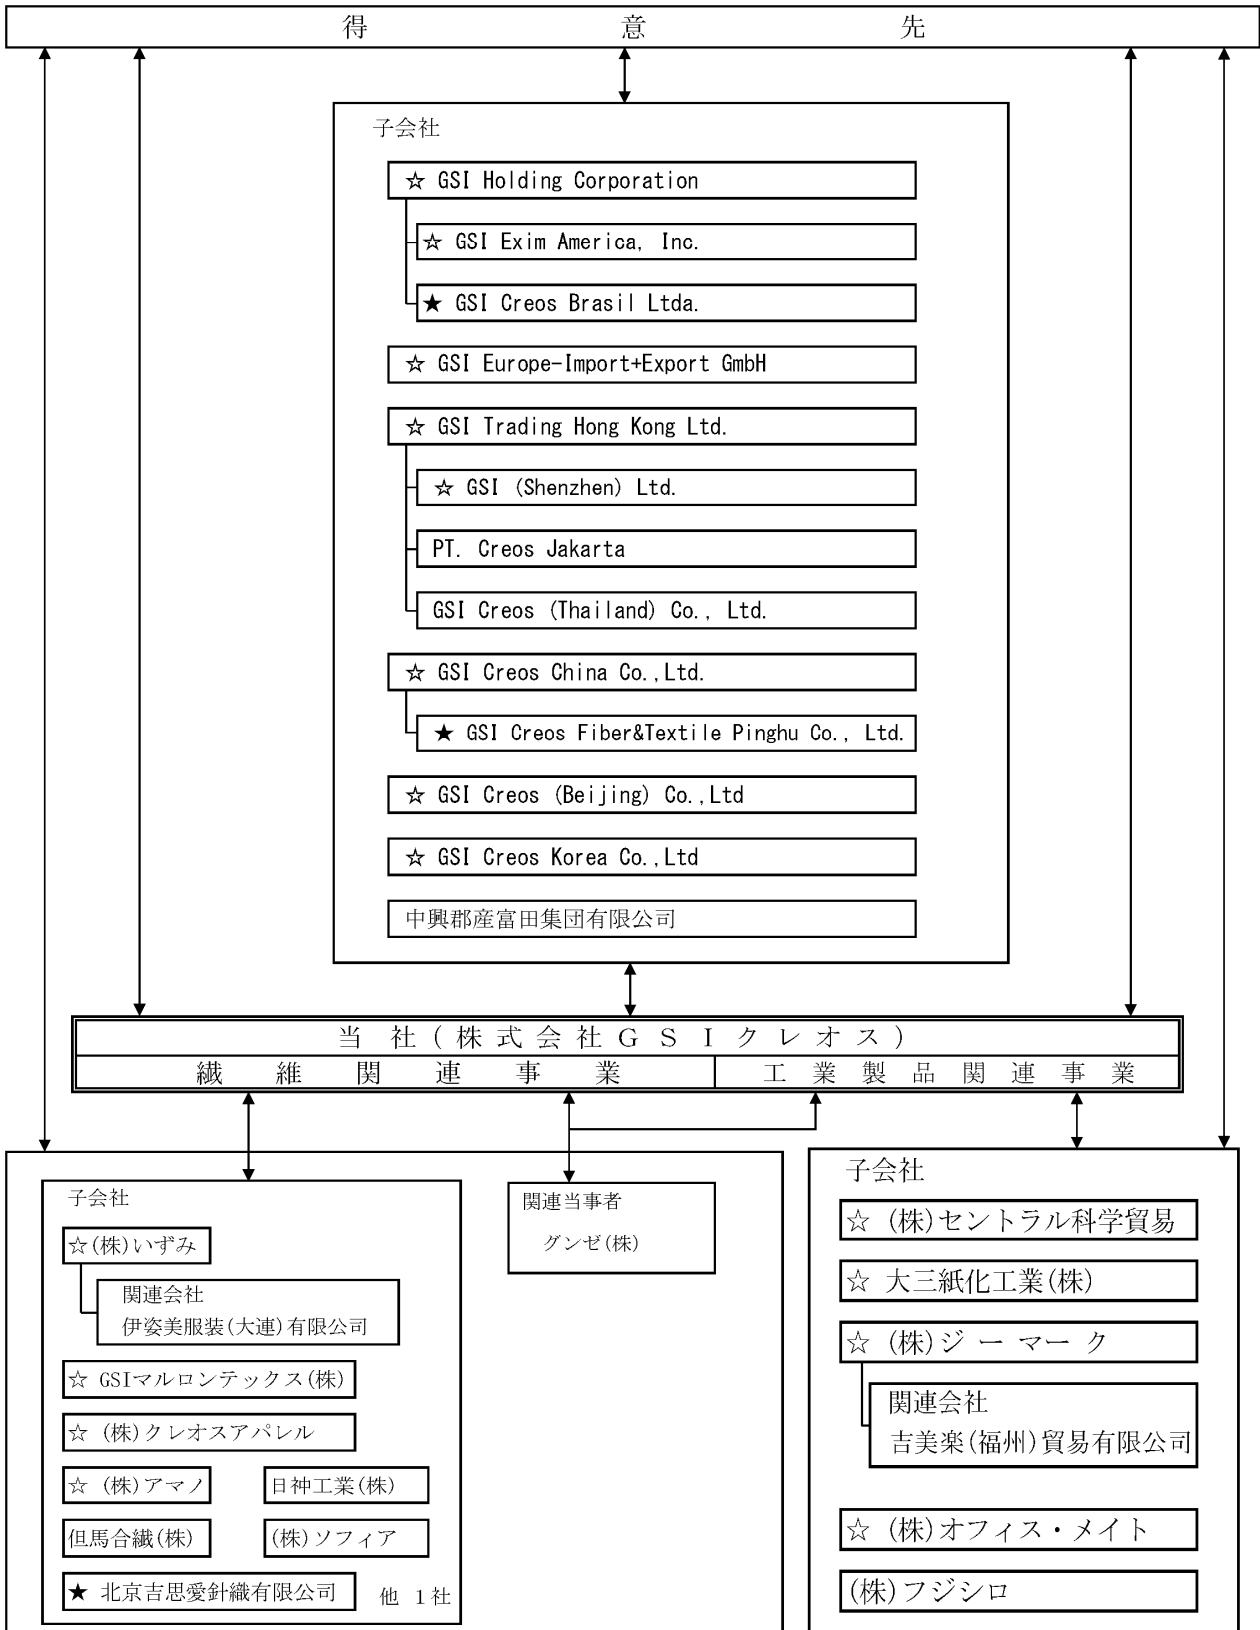 得意先
子会社
☆ GSI Holding Corporation
☆ GSI Exim America, Inc.
★ GSI Creos Brasil Ltda.
☆ GSI Europe-Import+Export GmbH
☆ GSI Trading Hong Kong Ltd.
☆ GSI (Shenzhen) Ltd.
PT. Creos Jakarta
GSI Creos (Thailand) Co., Ltd.
☆ GSI Creos China Co.,Ltd.
★ GSI Creos Fiber&Textile Pinghu Co., Ltd.
☆ GSI Creos (Beijing) Co.,Ltd
☆ GSI Creos Korea Co.,Ltd
中興郡産富田集団有限公司
当社(株式会社GSIクレオス)
繊維関連事業
工業製品関連事業
子会社
☆(株)いずみ
関連会社
伊姿美服装(大連)有限公司
☆ GSIマルロンテックス(株)
☆ (株)クレオスアパレル
☆ (株)アマノ
日神工業(株)
但馬合繊(株)
(株)ソフィア
★ 北京吉思愛針織有限公司
他 1社
関連当事者
グンゼ(株)
子会社
☆ (株)セントラル科学貿易
☆ 大三紙化工業(株)
☆ (株)ジーマーク
関連会社
吉美楽(福州)貿易有限公司
☆ (株)オフィス・メイト
(株)フジシロ